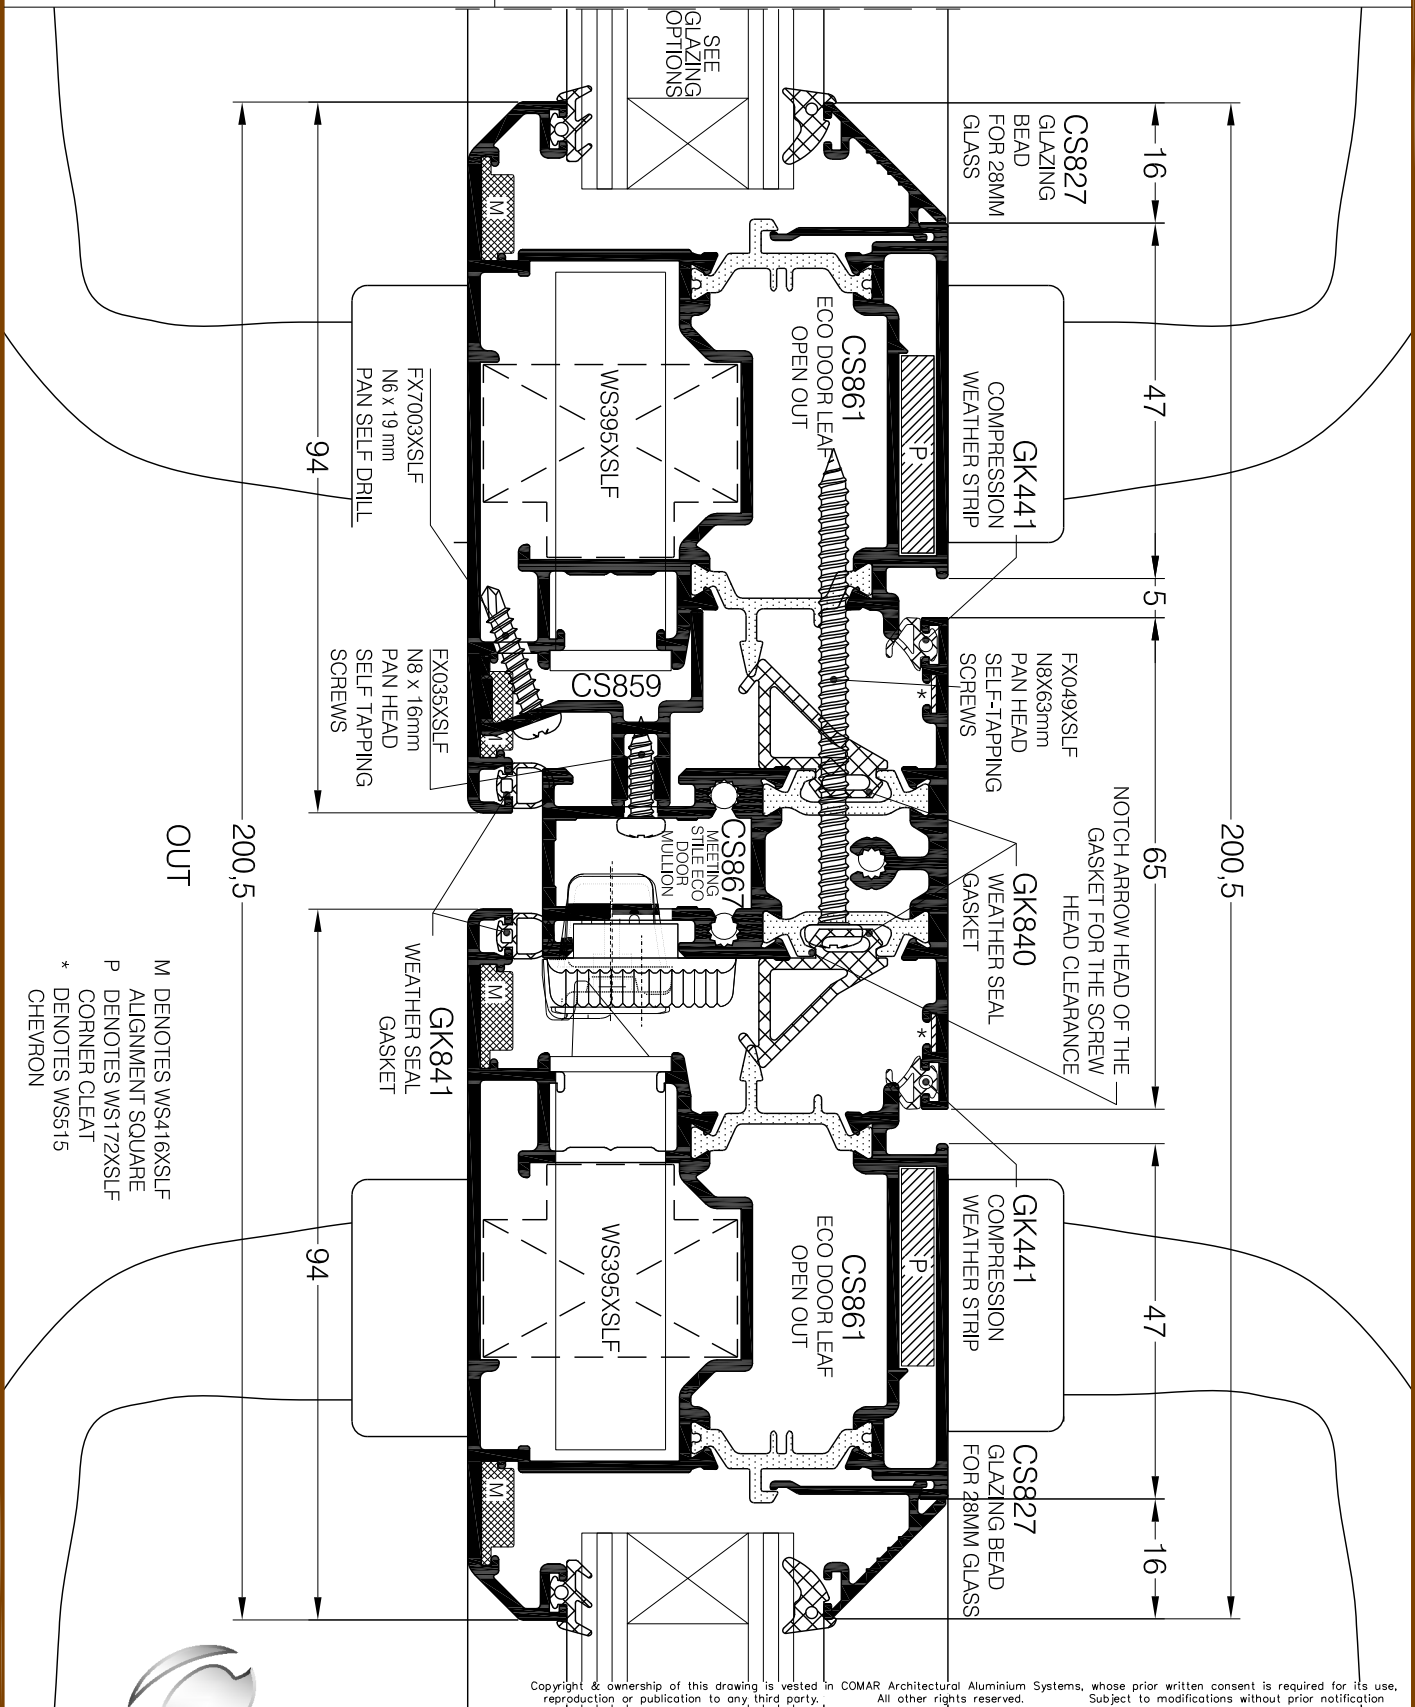 SEE
GLAZING
OPTIONS
CS827
GLAZING
BEAD
FOR 28MM
GLASS
16
47
5
65
47
16
200,5
CS861
ECO DOOR LEAF
OPEN OUT
GK441
COMPRESSION
WEATHER STRIP
P
M
WS395XSLF
FX7003XSLF
N6 x 19 mm
PAN SELF DRILL
94
CS859
FX035XSLF
N8 x 16mm
PAN HEAD
SELF TAPPING
SCREWS
M
FX049XSLF
N8X63mm
PAN HEAD
SELF-TAPPING
SCREWS
*
NOTCH ARROW HEAD OF THE
GASKET FOR THE SCREW
HEAD CLEARANCE
GK840
WEATHER SEAL
GASKET
CS867
MEETING
STILE ECO
DOOR
MULLION
GK841
WEATHER SEAL
GASKET
M
*
GK441
COMPRESSION
WEATHER STRIP
CS861
ECO DOOR LEAF
OPEN OUT
P
WS395XSLF
94
M
CS827
GLAZING BEAD
FOR 28MM GLASS
200,5
OUT
M DENOTES WS416XSLF
ALIGNMENT SQUARE
P DENOTES WS172XSLF
CORNER CLEAT
* DENOTES WS515
CHEVRON
Copyright & ownership of this drawing is vested in COMAR Architectural Aluminium Systems, whose prior written consent is required for its use,
reproduction or publication to any third party. All other rights reserved. Subject to modifications without prior notification